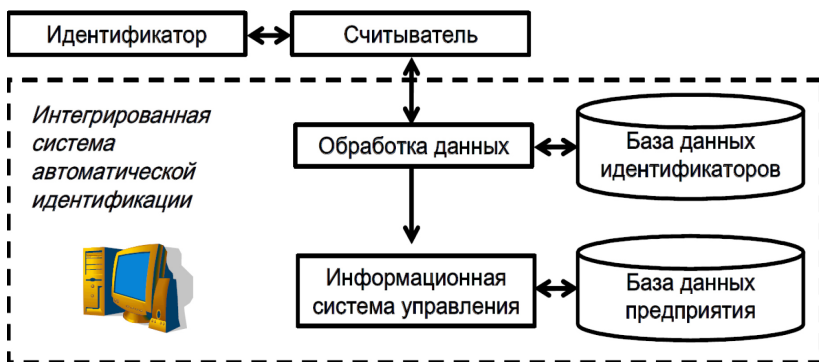 Идентификатор
Считыватель
Интегрированная
система
автоматической
идентификации
Обработка данных
База данных
идентификаторов
Информационная
система управления
База данных
предприятия